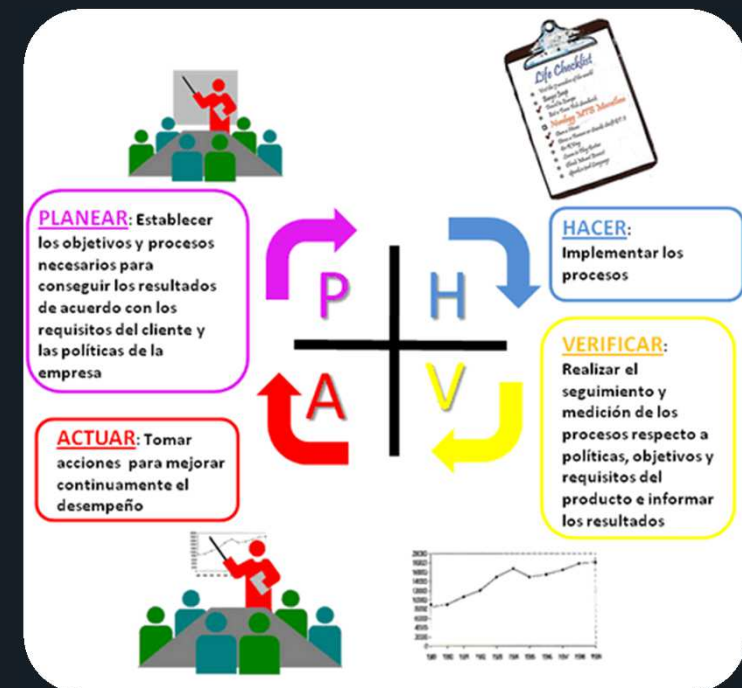 Life Checklist
PLANEAR: Establecer
los objetivos y procesos
necesarios para
conseguir los resultados
de acuerdo con los
requisitos del cliente y
las políticas de la
empresa
P
H
HACER:
Implementar los
procesos
A
V
VERIFICAR:
Realizar el
seguimiento y
medición de los
procesos respecto a
políticas, objetivos y
requisitos del
producto e informar
los resultados
ACTUAR: Tomar
acciones para mejorar
continuamente el
desempeño